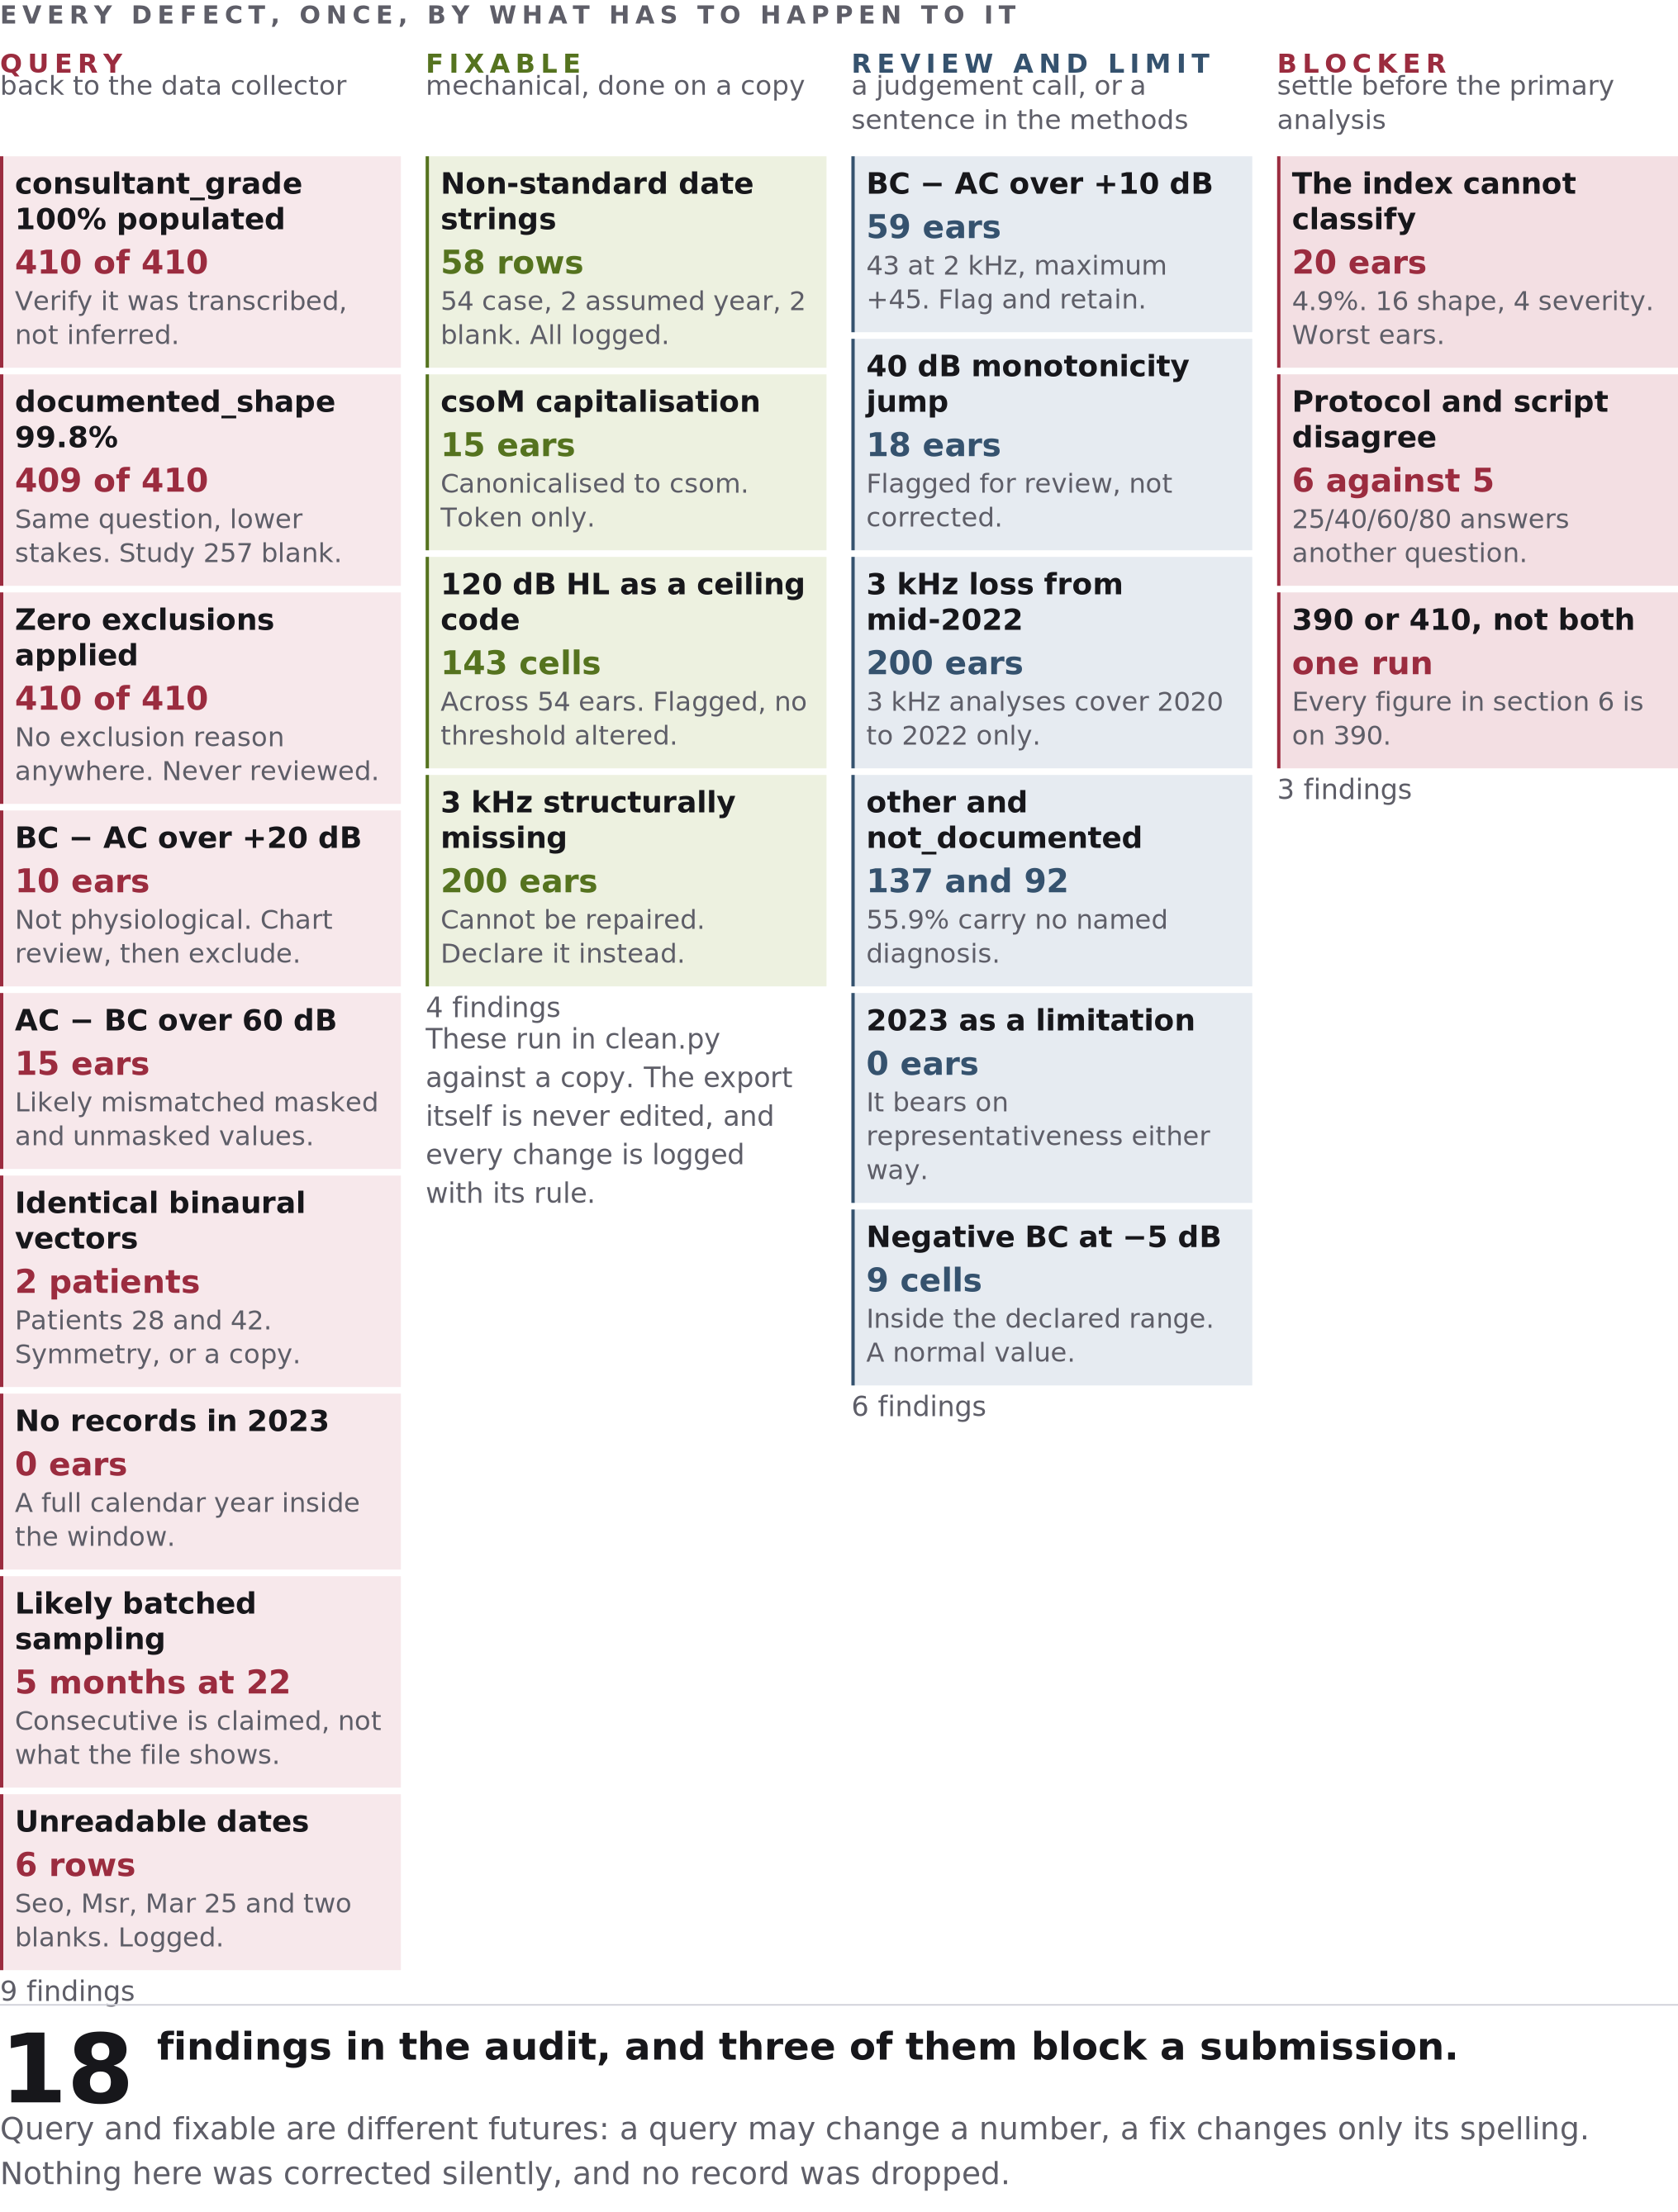 EVERY DEFECT, ONCE, BY WHAT HAS TO HAPPEN TO IT
QUERY
back to the data collector
consultant_grade
100% populated
410 of 410
Verify it was transcribed,
not inferred.
documented_shape
99.8%
409 of 410
Same question, lower
stakes. Study 257 blank.
Zero exclusions
applied
410 of 410
No exclusion reason
anywhere. Never reviewed.
BC − AC over +20 dB
10 ears
Not physiological. Chart
review, then exclude.
AC − BC over 60 dB
15 ears
Likely mismatched masked
and unmasked values.
Identical binaural
vectors
2 patients
Patients 28 and 42.
Symmetry, or a copy.
No records in 2023
0 ears
A full calendar year inside
the window.
Likely batched
sampling
5 months at 22
Consecutive is claimed, not
what the file shows.
Unreadable dates
6 rows
Seo, Msr, Mar 25 and two
blanks. Logged.
9 findings
FIXABLE
mechanical, done on a copy
Non-standard date
strings
58 rows
54 case, 2 assumed year, 2
blank. All logged.
csoM capitalisation
15 ears
Canonicalised to csom.
Token only.
120 dB HL as a ceiling
code
143 cells
Across 54 ears. Flagged, no
threshold altered.
3 kHz structurally
missing
200 ears
Cannot be repaired.
Declare it instead.
4 findings
These run in clean.py
against a copy. The export
itself is never edited, and
every change is logged
with its rule.
REVIEW AND LIMIT
a judgement call, or a
sentence in the methods
BC − AC over +10 dB
59 ears
43 at 2 kHz, maximum
+45. Flag and retain.
40 dB monotonicity
jump
18 ears
Flagged for review, not
corrected.
3 kHz loss from
mid-2022
200 ears
3 kHz analyses cover 2020
to 2022 only.
other and
not_documented
137 and 92
55.9% carry no named
diagnosis.
2023 as a limitation
0 ears
It bears on
representativeness either
way.
Negative BC at −5 dB
9 cells
Inside the declared range.
A normal value.
6 findings
BLOCKER
settle before the primary
analysis
The index cannot
classify
20 ears
4.9%. 16 shape, 4 severity.
Worst ears.
Protocol and script
disagree
6 against 5
25/40/60/80 answers
another question.
390 or 410, not both
one run
Every figure in section 6 is
on 390.
3 findings
18 findings in the audit, and three of them block a submission.
Query and fixable are different futures: a query may change a number, a fix changes only its spelling.
Nothing here was corrected silently, and no record was dropped.